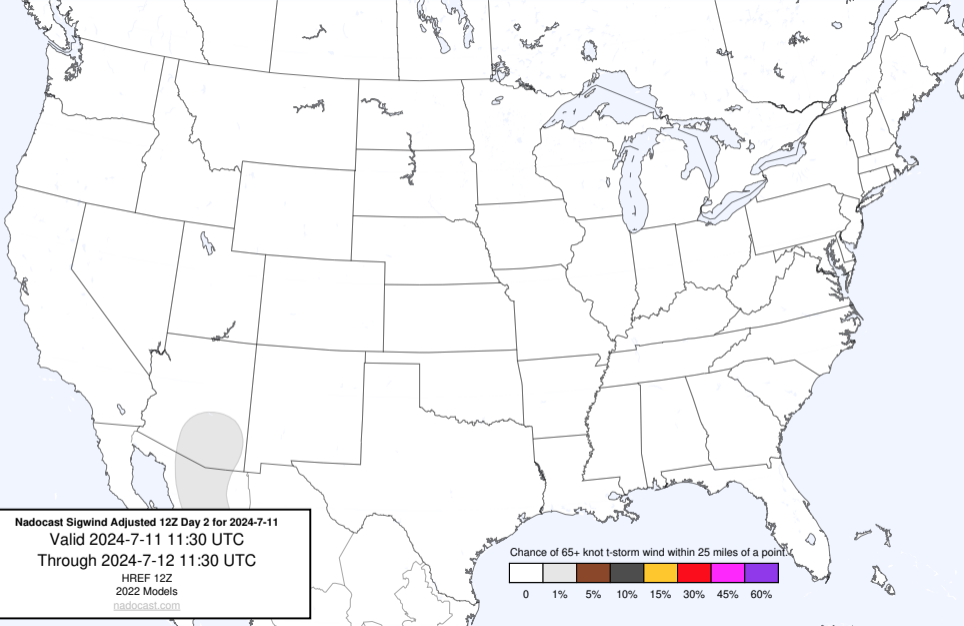 Nadocast Sigwind Adjusted 12Z Day 2 for 2024-7-11
Valid 2024-7-11 11:30 UTC
Through 2024-7-12 11:30 UTC
HREF 12Z
2022 Models
nadocast.com
Chance of 65+ knot t-storm wind within 25 miles of a point.
0 1% 5% 10% 15% 30% 45% 60%